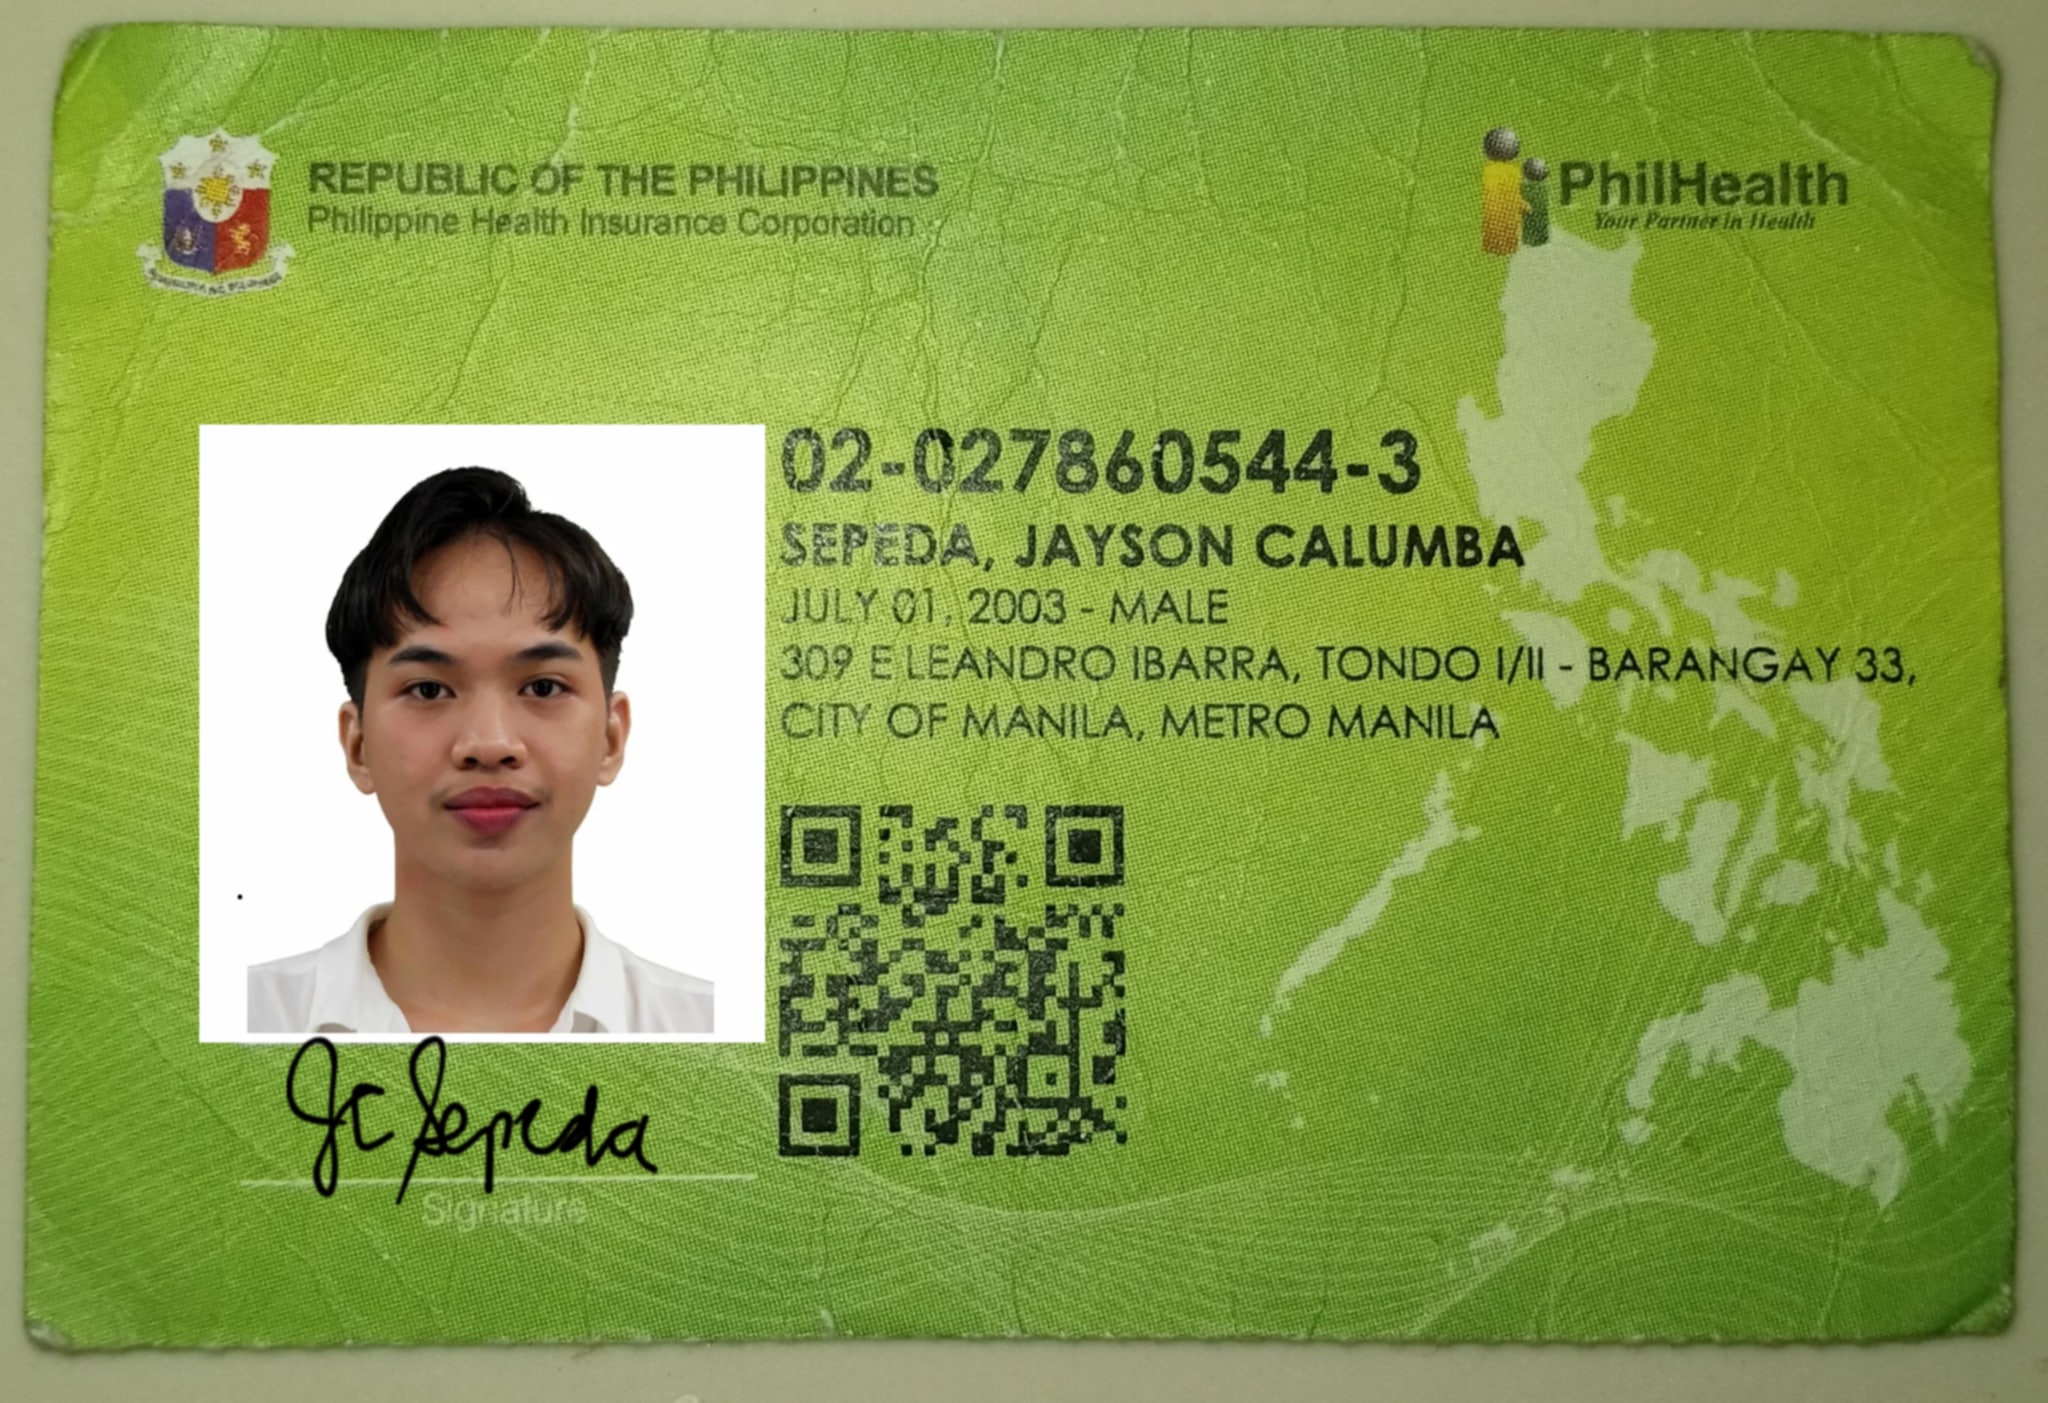 REPUBLIC OF THE PHILIPPINES
Philippine Health Insurance Corporation
PhilHealth
Your Partner in Health
02-027860544-3
SEPEDA, JAYSON CALUMBA
JULY 01, 2003 - MALE
309 E LEANDRO IBARRA, TONDO I/II - BARANGAY 33,
CITY OF MANILA, METRO MANILA
JC Sepeda
Signature